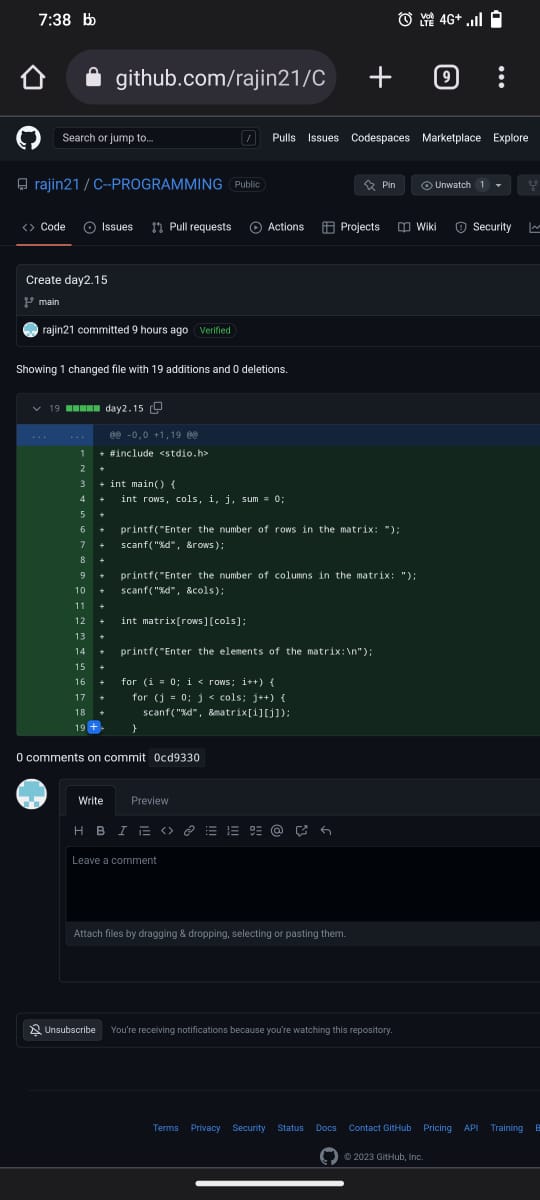 7:38
Vo)
LTE 4G+
github.com/rajin21/C
9
Search or jump to... /
Pulls Issues Codespaces Marketplace Explore
rajin21 / C--PROGRAMMING Public
Pin
Unwatch 1
<> Code Issues Pull requests Actions Projects Wiki Security
Create day2.15
main
rajin21 committed 9 hours ago Verified
Showing 1 changed file with 19 additions and 0 deletions.
19 day2.15
... ... @@ -0,0 +1,19 @@
1 + #include <stdio.h>
2 +
3 + int main() {
4 + int rows, cols, i, j, sum = 0;
5 +
6 + printf("Enter the number of rows in the matrix: ");
7 + scanf("%d", &rows);
8 +
9 + printf("Enter the number of columns in the matrix: ");
10 + scanf("%d", &cols);
11 +
12 + int matrix[rows][cols];
13 +
14 + printf("Enter the elements of the matrix:\n");
15 +
16 + for (i = 0; i < rows; i++) {
17 + for (j = 0; j < cols; j++) {
18 + scanf("%d", &matrix[i][j]);
19 + }
0 comments on commit 0cd9330
Write Preview
H B I
Leave a comment
Attach files by dragging & dropping, selecting or pasting them.
Unsubscribe You're receiving notifications because you're watching this repository.
Terms Privacy Security Status Docs Contact GitHub Pricing API Training B
© 2023 GitHub, Inc.